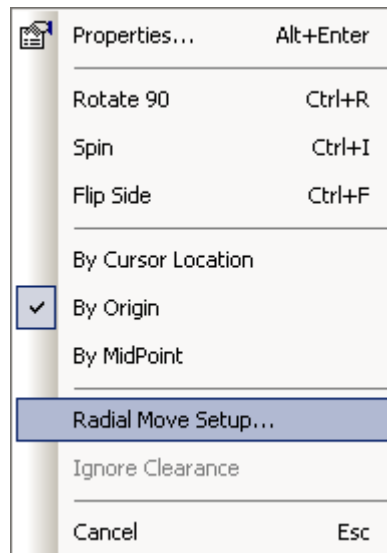 Properties... Alt+Enter
Rotate 90 Ctrl+R
Spin Ctrl+I
Flip Side Ctrl+F
By Cursor Location
By Origin
By MidPoint
Radial Move Setup...
Ignore Clearance
Cancel Esc